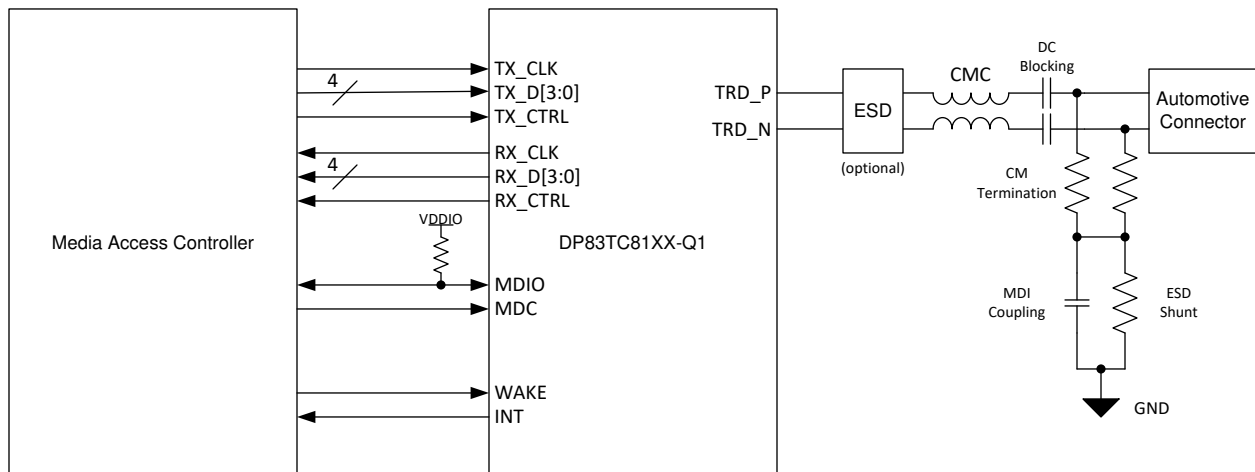 Media Access Controller
4
4
VDDIO
TX_CLK
TX_D[3:0]
TX_CTRL
RX_CLK
RX_D[3:0]
RX_CTRL
MDIO
MDC
WAKE
INT
DP83TC81XX-Q1
TRD_P
TRD_N
ESD
(optional)
CMC
DC
Blocking
Automotive
Connector
CM
Termination
MDI
Coupling
ESD
Shunt
GND